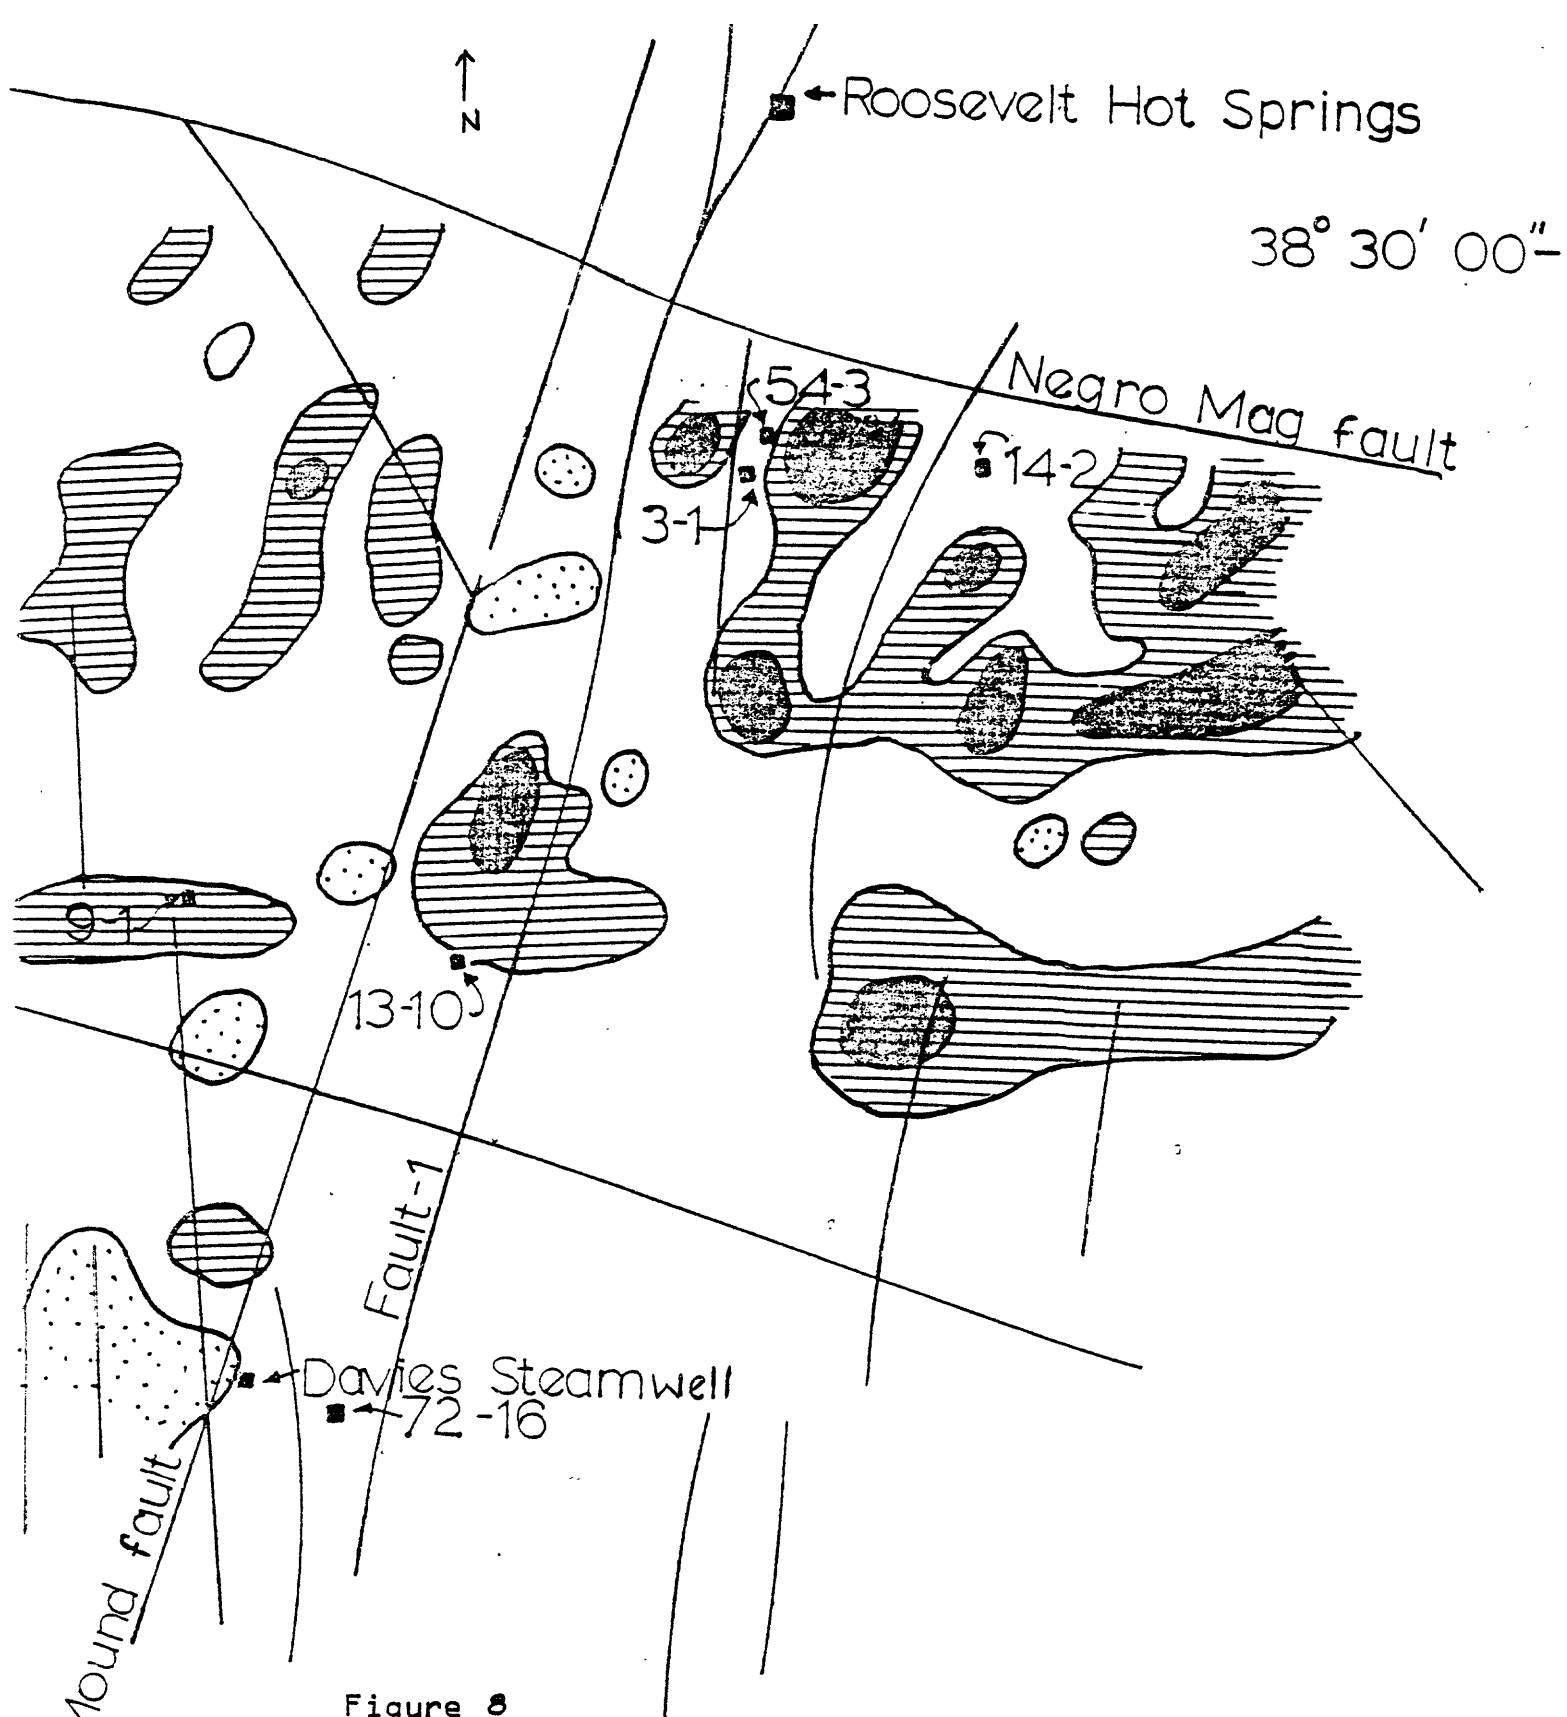 N
Roosevelt Hot Springs
38° 30′ 00″-
Negro Mag fault
54-3
14-2
3-1
9-1
13-10
Fault-1
Davies Steamwell
72-16
Mound fault
Figure 8